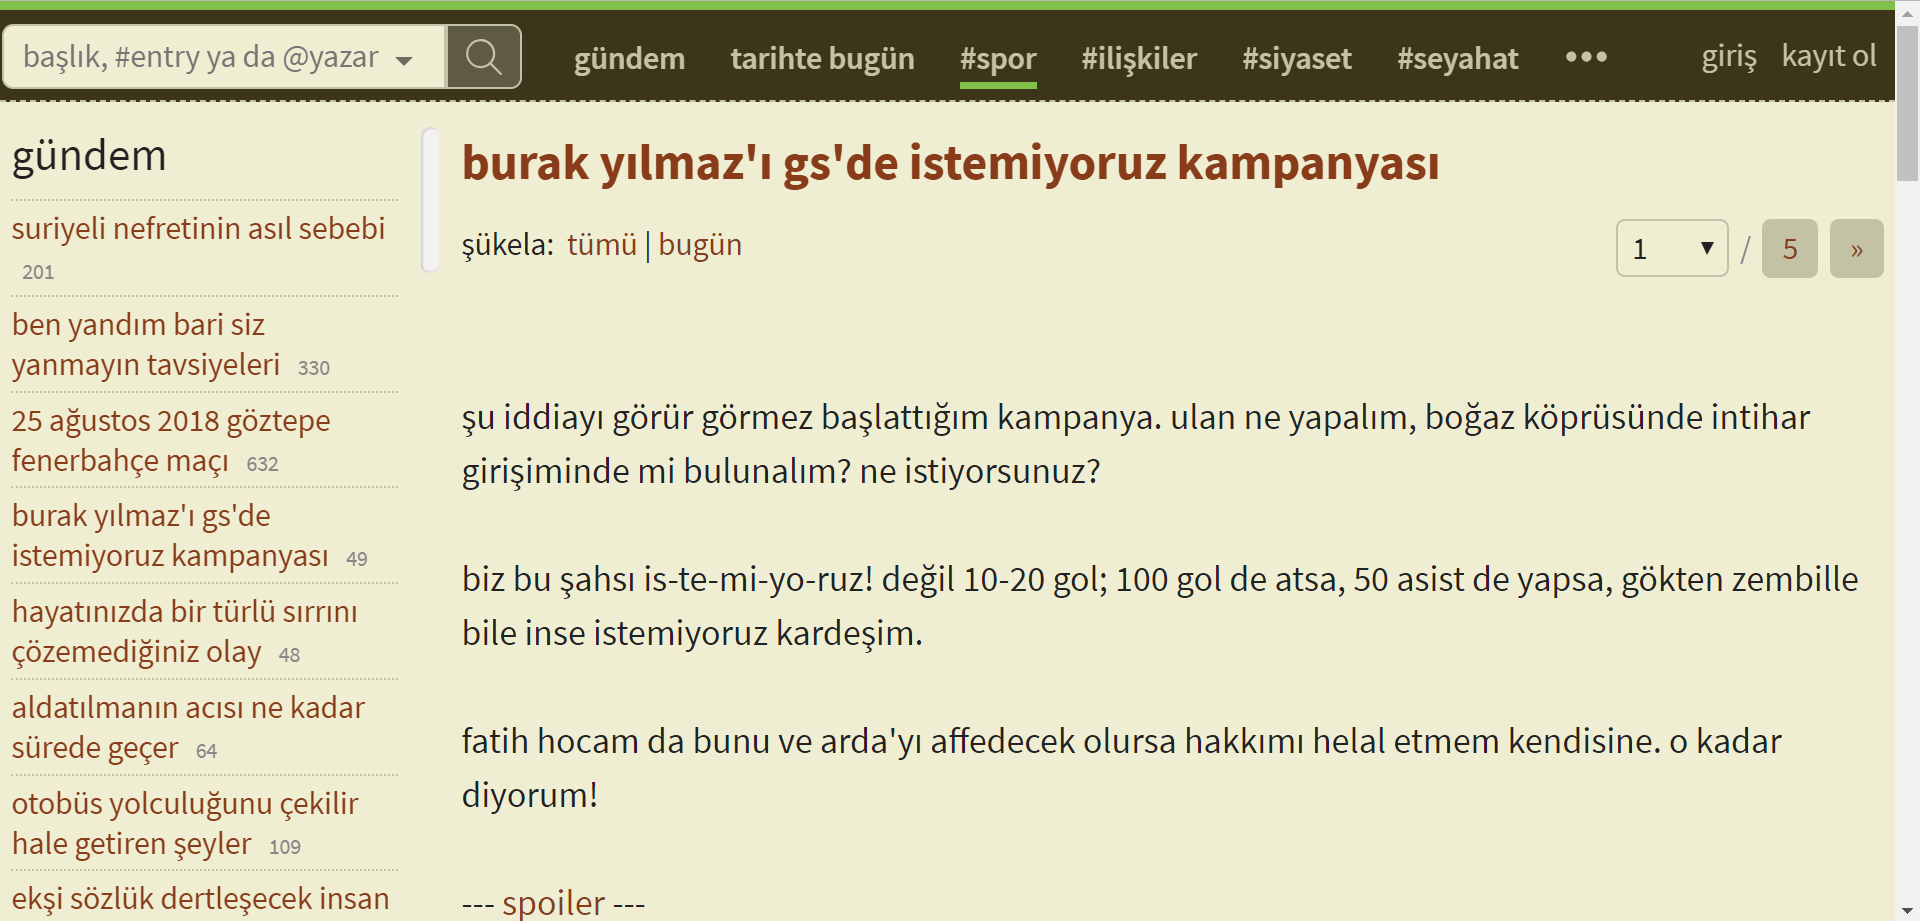 başlık, #entry ya da @yazar
gündem tarihte bugün #spor #ilişkiler #siyaset #seyahat ••• giriş kayıt ol
gündem
suriyeli nefretinin asıl sebebi
201
ben yandım bari siz
yanmayın tavsiyeleri 330
25 ağustos 2018 göztepe
fenerbahçe maçı 632
burak yılmaz'ı gs'de
istemiyoruz kampanyası 49
hayatınızda bir türlü sırrını
çözemediğiniz olay 48
aldatılmanın acısı ne kadar
sürede geçer 64
otobüs yolculuğunu çekilir
hale getiren şeyler 109
ekşi sözlük dertleşecek insan
burak yılmaz'ı gs'de istemiyoruz kampanyası
şükela: tümü | bugün
1 / 5 »
şu iddiayı görür görmez başlattığım kampanya. ulan ne yapalım, boğaz köprüsünde intihar
girişiminde mi bulunalım? ne istiyorsunuz?
biz bu şahsı is-te-mi-yo-ruz! değil 10-20 gol; 100 gol de atsa, 50 asist de yapsa, gökten zembille
bile inse istemiyoruz kardeşim.
fatih hocam da bunu ve arda'yı affedecek olursa hakkımı helal etmem kendisine. o kadar
diyorum!
--- spoiler ---